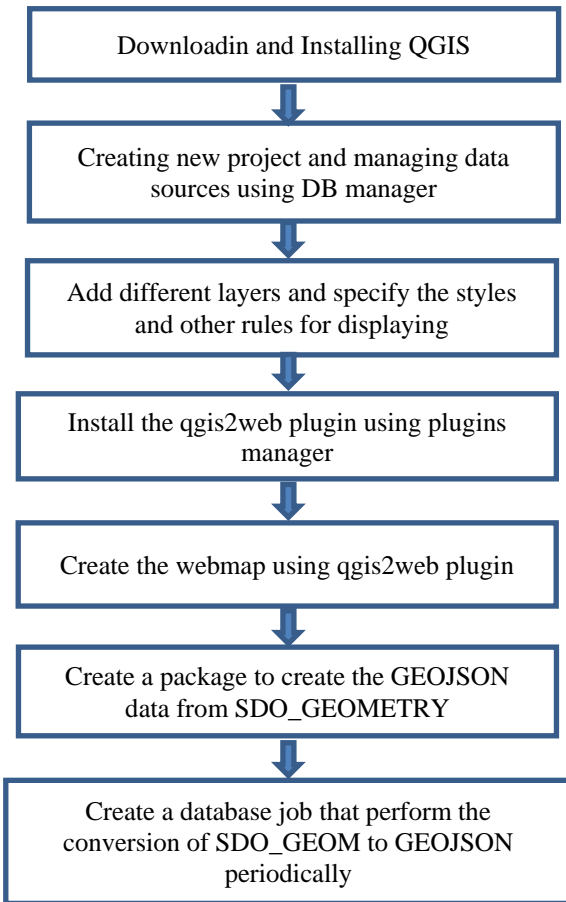 Downloadin and Installing QGIS
Creating new project and managing data
sources using DB manager
Add different layers and specify the styles
and other rules for displaying
Install the qgis2web plugin using plugins
manager
Create the webmap using qgis2web plugin
Create a package to create the GEOJSON
data from SDO_GEOMETRY
Create a database job that perform the
conversion of SDO_GEOM to GEOJSON
periodically